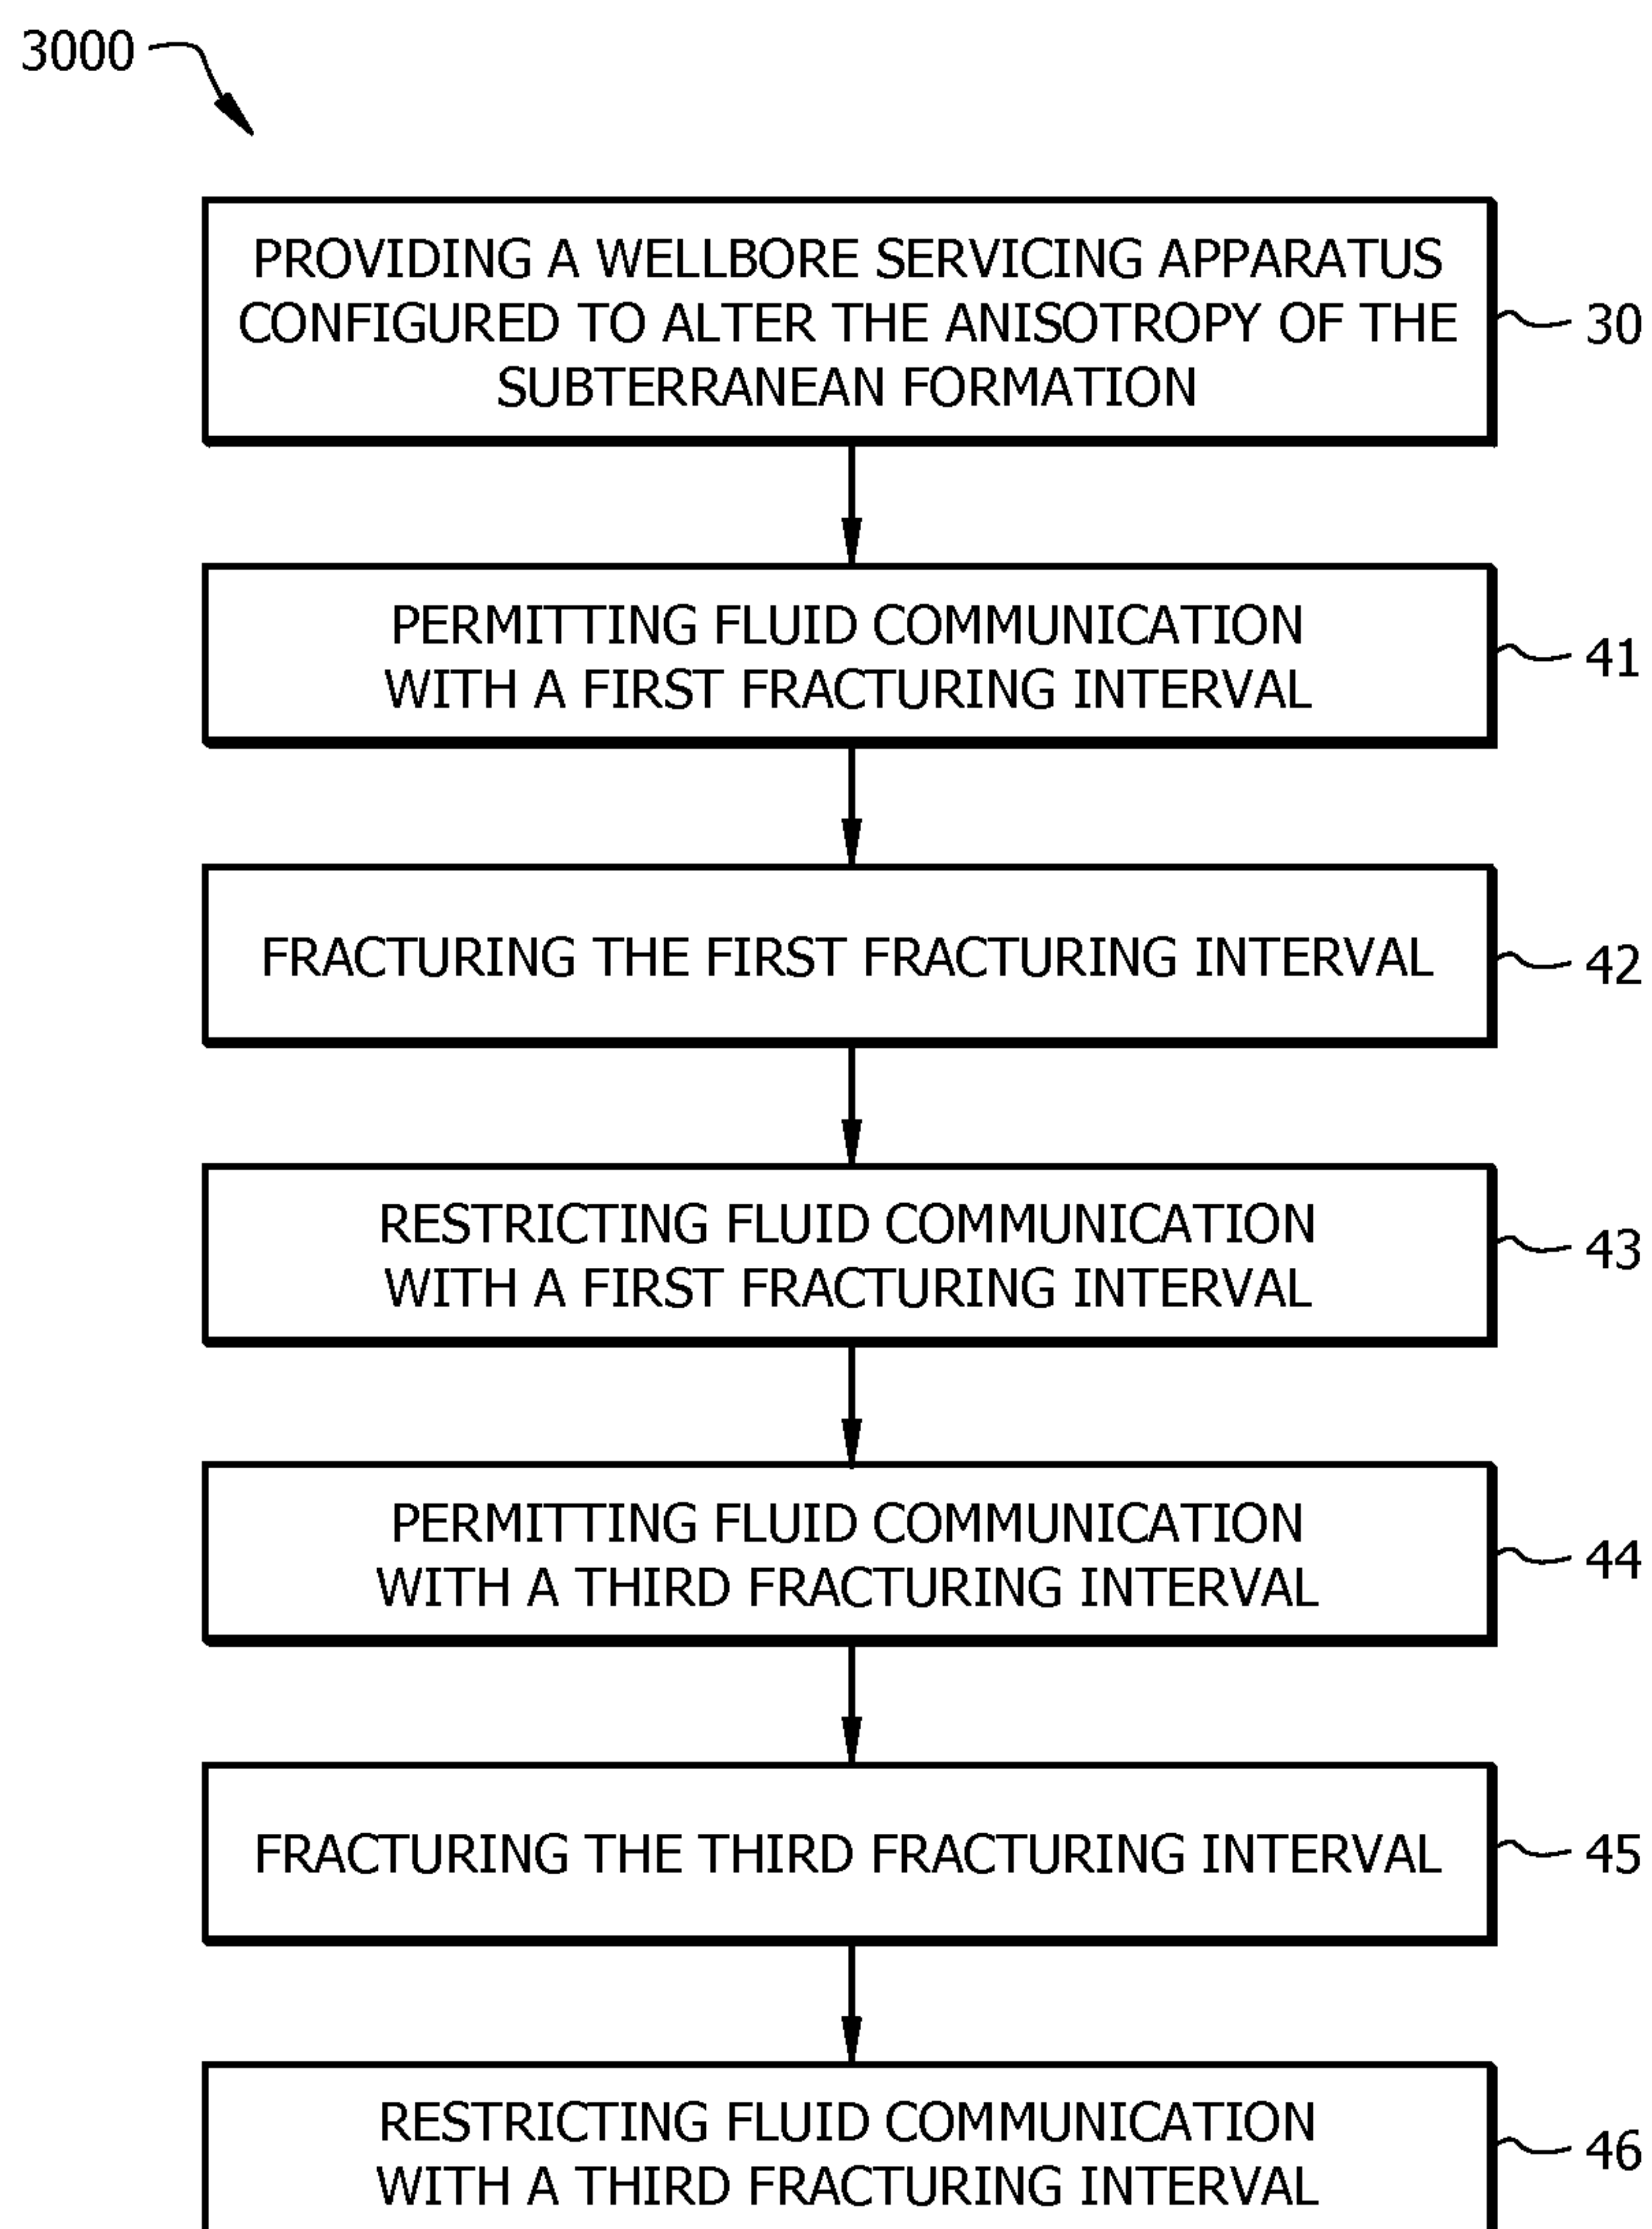 3000
PROVIDING A WELLBORE SERVICING APPARATUS
CONFIGURED TO ALTER THE ANISOTROPY OF THE
SUBTERRANEAN FORMATION
30
PERMITTING FLUID COMMUNICATION
WITH A FIRST FRACTURING INTERVAL
41
FRACTURING THE FIRST FRACTURING INTERVAL
42
RESTRICTING FLUID COMMUNICATION
WITH A FIRST FRACTURING INTERVAL
43
PERMITTING FLUID COMMUNICATION
WITH A THIRD FRACTURING INTERVAL
44
FRACTURING THE THIRD FRACTURING INTERVAL
45
RESTRICTING FLUID COMMUNICATION
WITH A THIRD FRACTURING INTERVAL
46